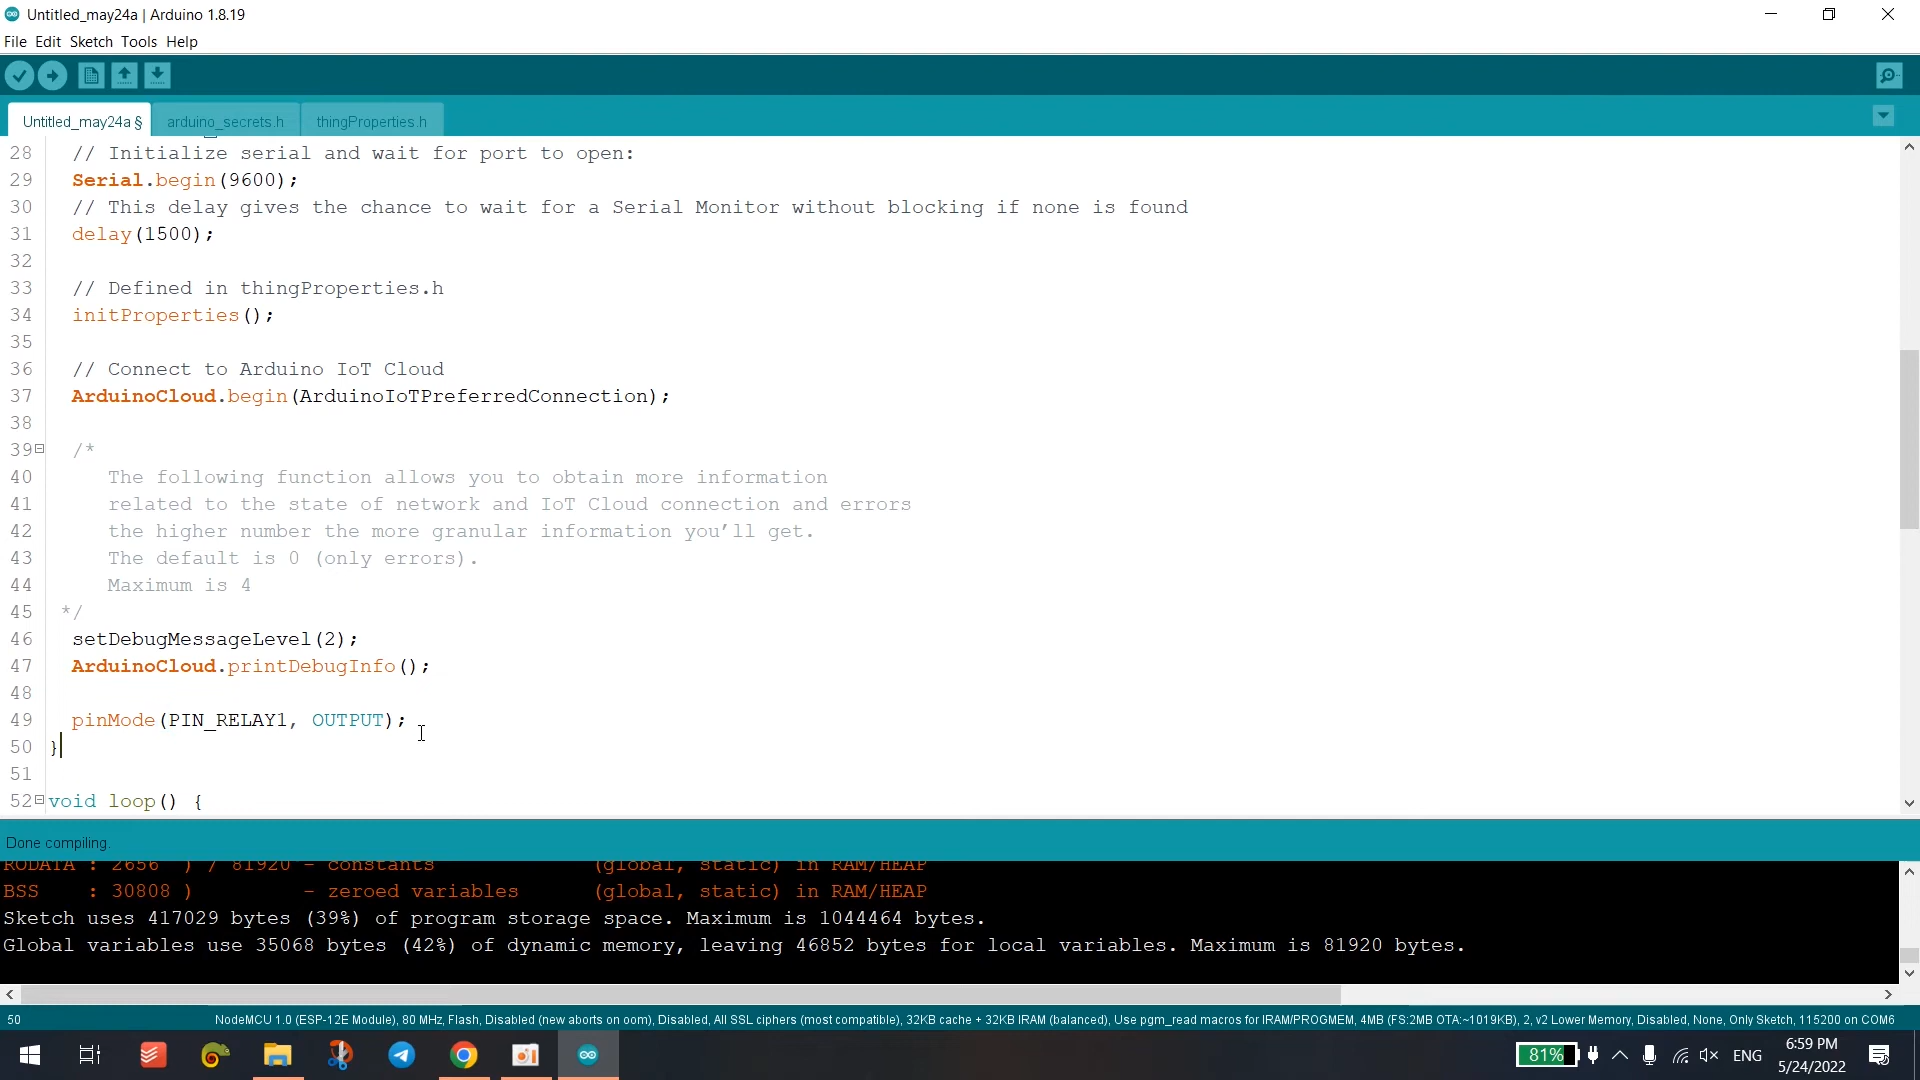 Untitled_may24a | Arduino 1.8.19
File Edit Sketch Tools Help
Untitled_may24a § arduino_secrets.h thingProperties.h
28 // Initialize serial and wait for port to open:
29 Serial.begin(9600);
30 // This delay gives the chance to wait for a Serial Monitor without blocking if none is found
31 delay(1500);
32
33 // Defined in thingProperties.h
34 initProperties();
35
36 // Connect to Arduino IoT Cloud
37 ArduinoCloud.begin(ArduinoIoTPreferredConnection);
38
39 /*
40 The following function allows you to obtain more information
41 related to the state of network and IoT Cloud connection and errors
42 the higher number the more granular information you’ll get.
43 The default is 0 (only errors).
44 Maximum is 4
45 */
46 setDebugMessageLevel(2);
47 ArduinoCloud.printDebugInfo();
48
49 pinMode(PIN_RELAY1, OUTPUT);
50 }
51
52 void loop() {
Done compiling.
RODATA : 2656 ) / 81920 - constants (global, static) in RAM/HEAP
BSS : 30808 ) - zeroed variables (global, static) in RAM/HEAP
Sketch uses 417029 bytes (39%) of program storage space. Maximum is 1044464 bytes.
Global variables use 35068 bytes (42%) of dynamic memory, leaving 46852 bytes for local variables. Maximum is 81920 bytes.
50 NodeMCU 1.0 (ESP-12E Module), 80 MHz, Flash, Disabled (new aborts on oom), Disabled, All SSL ciphers (most compatible), 32KB cache + 32KB IRAM (balanced), Use pgm_read macros for IRAM/PROGMEM, 4MB (FS:2MB OTA:~1019KB), 2, v2 Lower Memory, Disabled, None, Only Sketch, 115200 on COM6
81% ENG 6:59 PM
5/24/2022